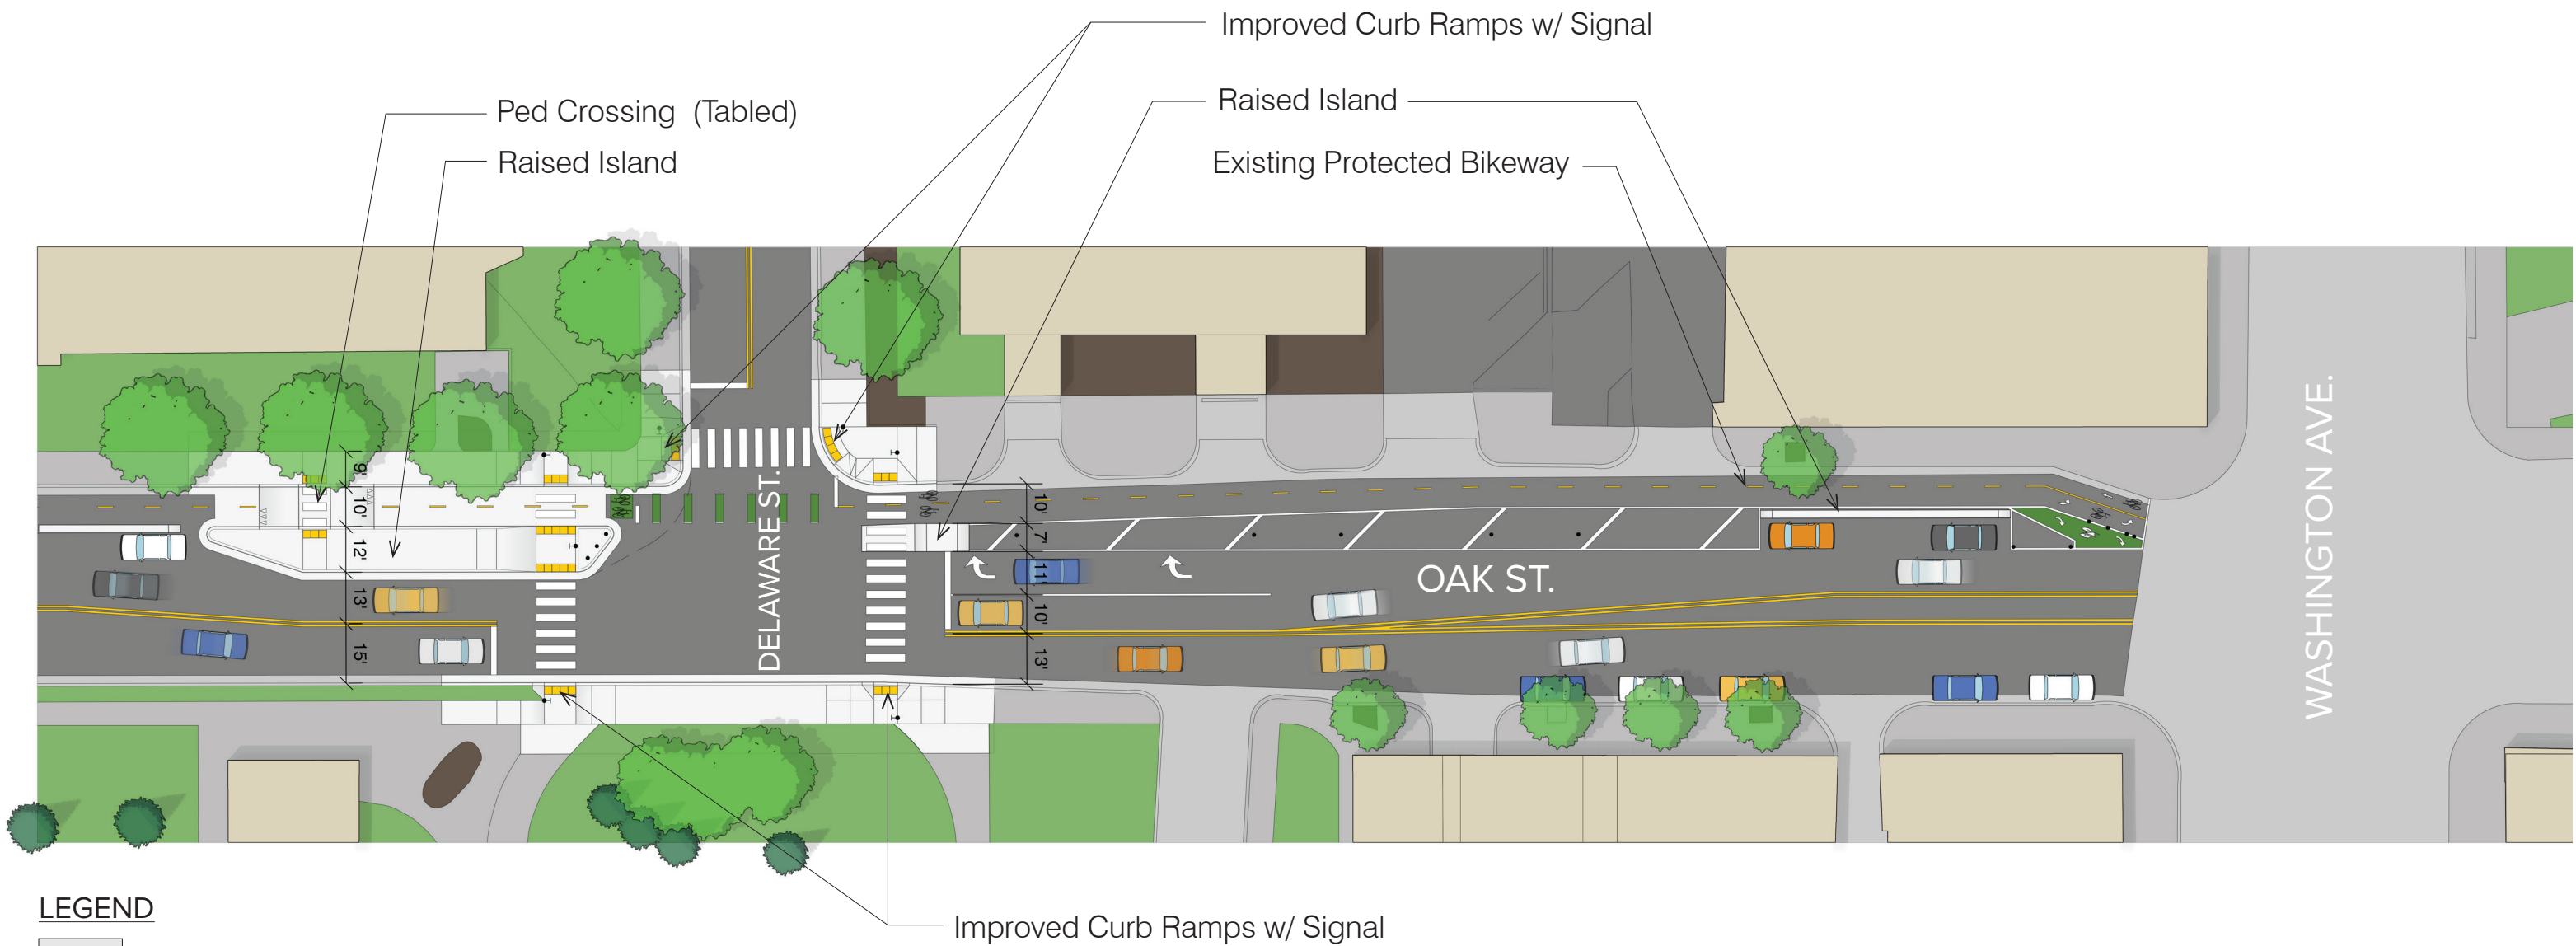 Improved Curb Ramps w/ Signal
Raised Island
Ped Crossing (Tabled)
Raised Island
Existing Protected Bikeway
9'
10'
12'
13'
15'
DELAWARE ST.
10'
7'
11'
10'
13'
OAK ST.
WASHINGTON AVE.
LEGEND
Improved Curb Ramps w/ Signal